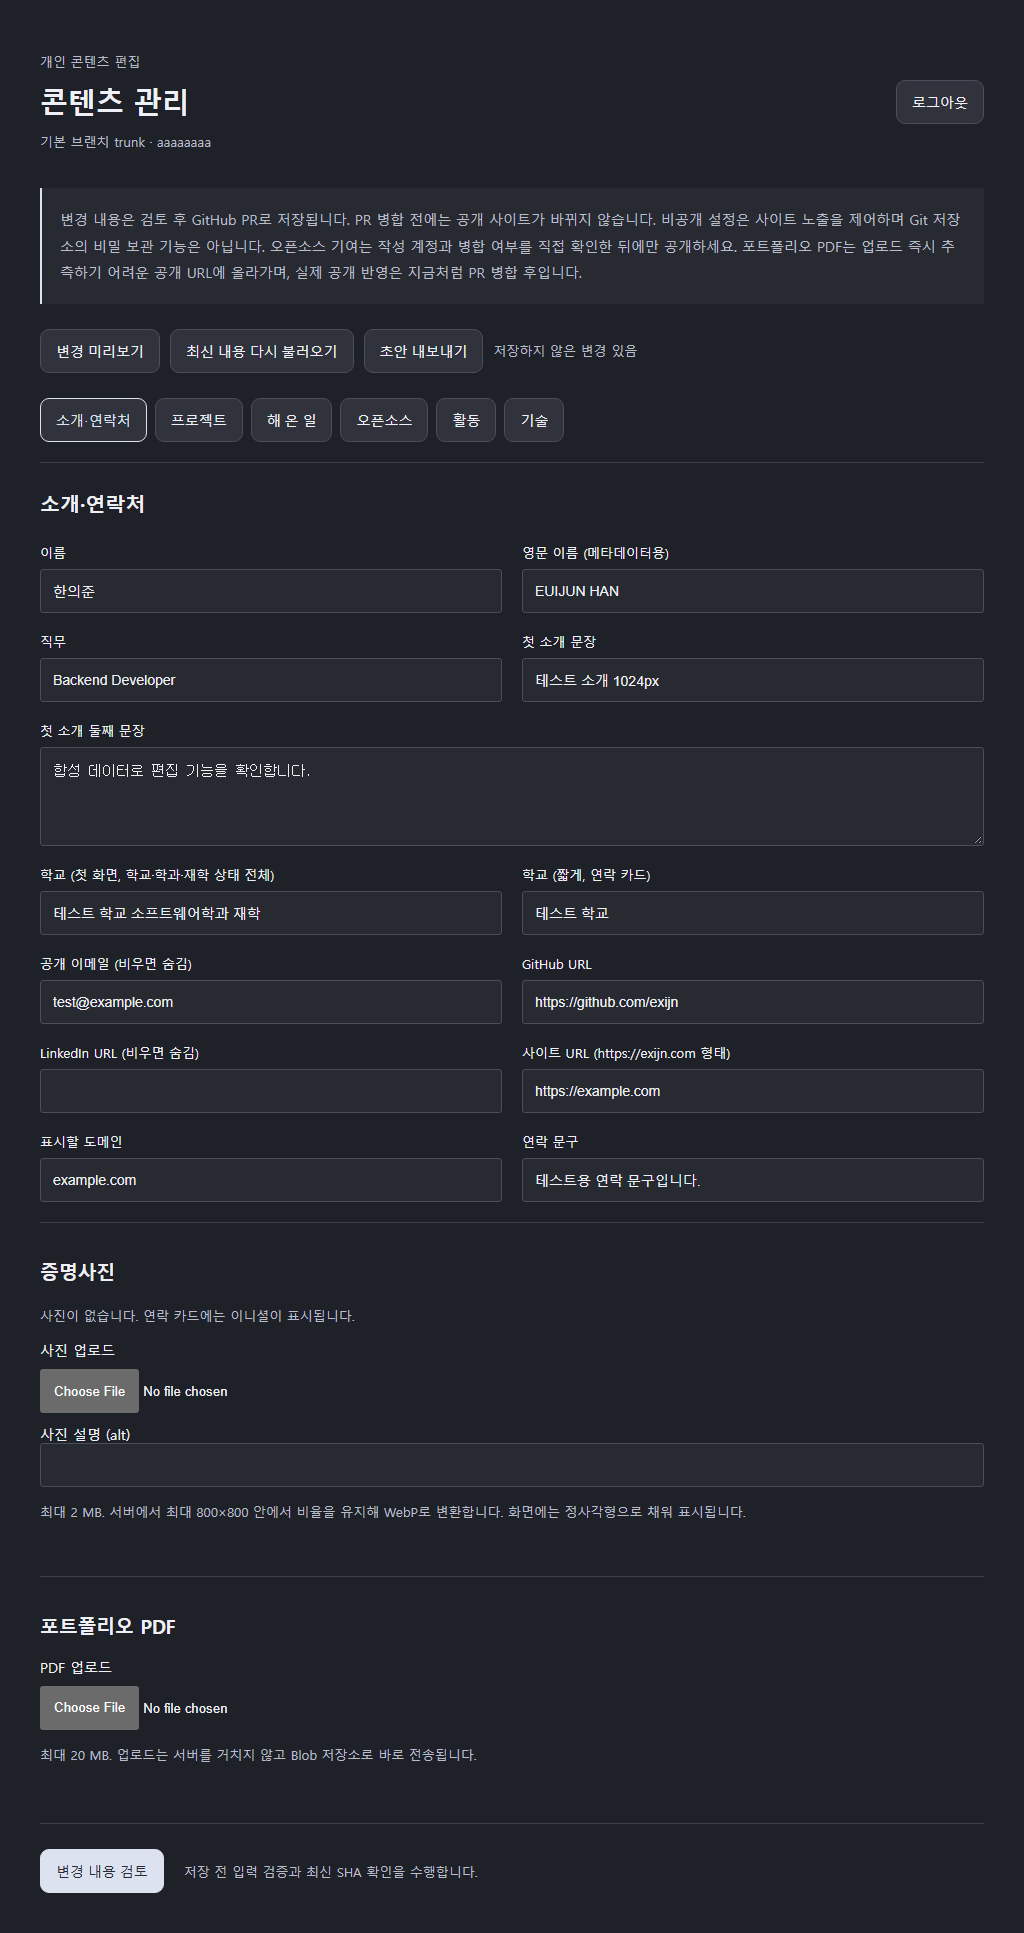 개인 콘텐츠 편집
콘텐츠 관리
로그아웃
기본 브랜치 trunk · aaaaaaaa
변경 내용은 검토 후 GitHub PR로 저장됩니다. PR 병합 전에는 공개 사이트가 바뀌지 않습니다. 비공개 설정은 사이트 노출을 제어하며 Git 저장
소의 비밀 보관 기능은 아닙니다. 오픈소스 기여는 작성 계정과 병합 여부를 직접 확인한 뒤에만 공개하세요. 포트폴리오 PDF는 업로드 즉시 추
측하기 어려운 공개 URL에 올라가며, 실제 공개 반영은 지금처럼 PR 병합 후입니다.
변경 미리보기 최신 내용 다시 불러오기 초안 내보내기 저장하지 않은 변경 있음
소개·연락처 프로젝트 해 온 일 오픈소스 활동 기술
소개·연락처
이름 영문 이름 (메타데이터용)
한의준 EUIJUN HAN
직무 첫 소개 문장
Backend Developer 테스트 소개 1024px
첫 소개 둘째 문장
합성 데이터로 편집 기능을 확인합니다.
학교 (첫 화면, 학교·학과·재학 상태 전체) 학교 (짧게, 연락 카드)
테스트 학교 소프트웨어학과 재학 테스트 학교
공개 이메일 (비우면 숨김) GitHub URL
test@example.com https://github.com/exijn
LinkedIn URL (비우면 숨김) 사이트 URL (https://exijn.com 형태)
https://example.com
표시할 도메인 연락 문구
example.com 테스트용 연락 문구입니다.
증명사진
사진이 없습니다. 연락 카드에는 이니셜이 표시됩니다.
사진 업로드
Choose File No file chosen
사진 설명 (alt)
최대 2 MB. 서버에서 최대 800×800 안에서 비율을 유지해 WebP로 변환합니다. 화면에는 정사각형으로 채워 표시됩니다.
포트폴리오 PDF
PDF 업로드
Choose File No file chosen
최대 20 MB. 업로드는 서버를 거치지 않고 Blob 저장소로 바로 전송됩니다.
변경 내용 검토 저장 전 입력 검증과 최신 SHA 확인을 수행합니다.